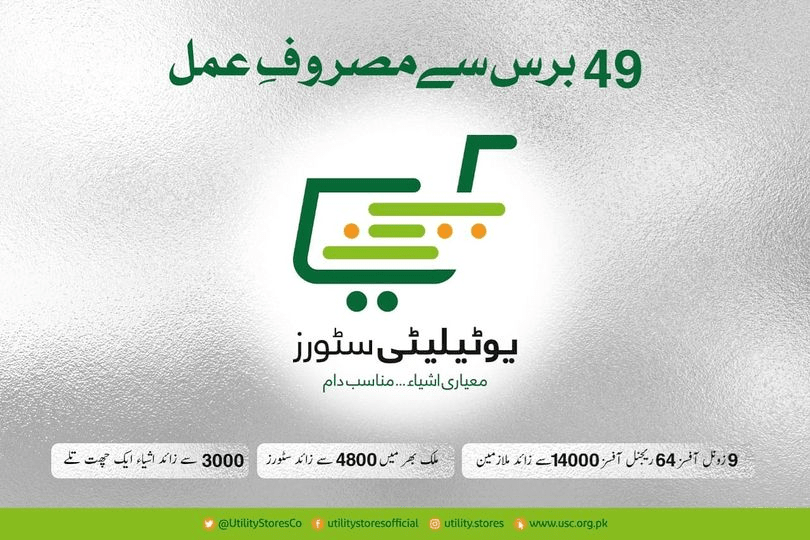 49 برس سے مصروفِ عمل
یوٹیلیٹی سٹورز
معیاری اشیاء...مناسب دام
9 زونل آفسز 64 ریجنل آفسز 14000 سے زائد ملازمین
ملک بھر میں 4800 سے زائد سٹورز
3000 سے زائد اشیاء ایک چھت تلے
@UtilityStoresCo utilitystoresofficial utility.stores www.usc.org.pk